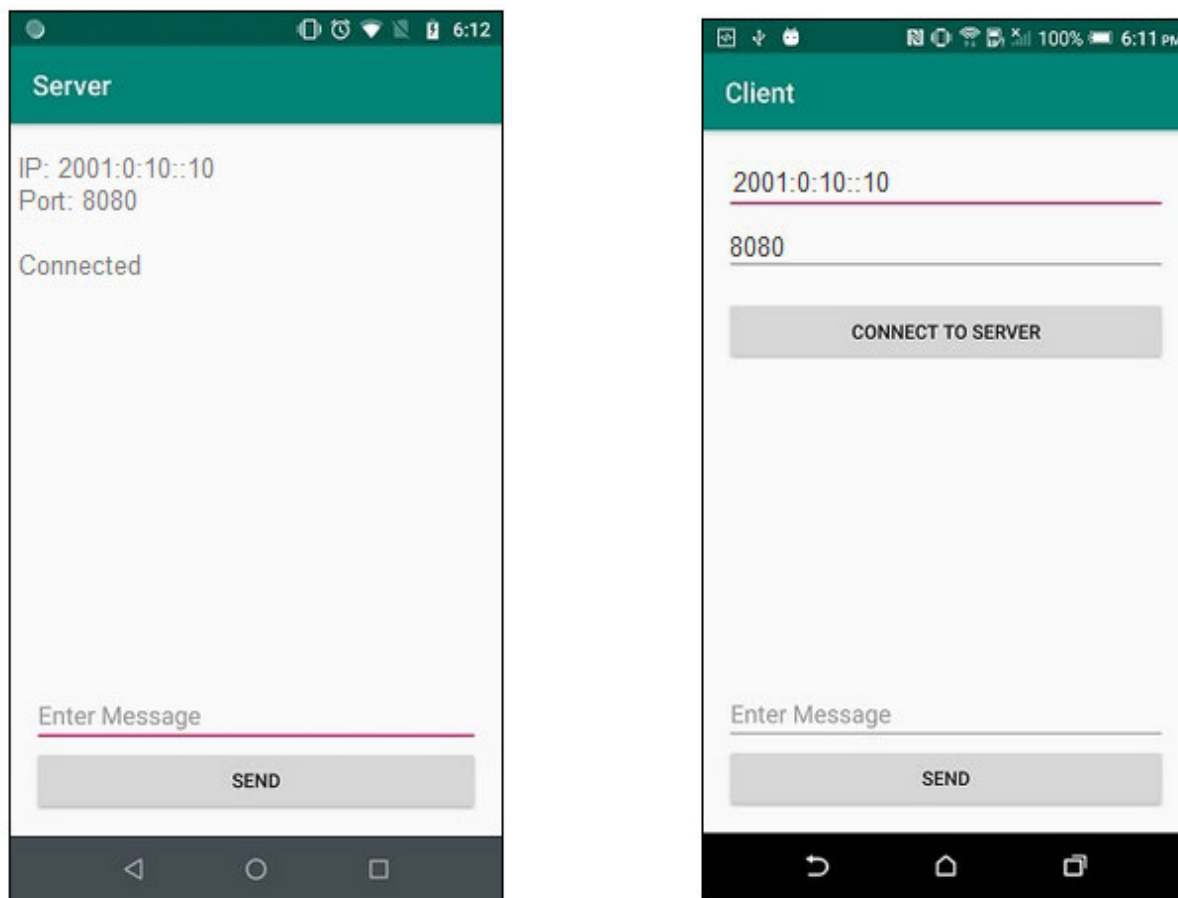 6:12
Server
IP: 2001:0:10::10
Port: 8080
Connected
Enter Message
SEND
100% 6:11 PM
Client
2001:0:10::10
8080
CONNECT TO SERVER
Enter Message
SEND